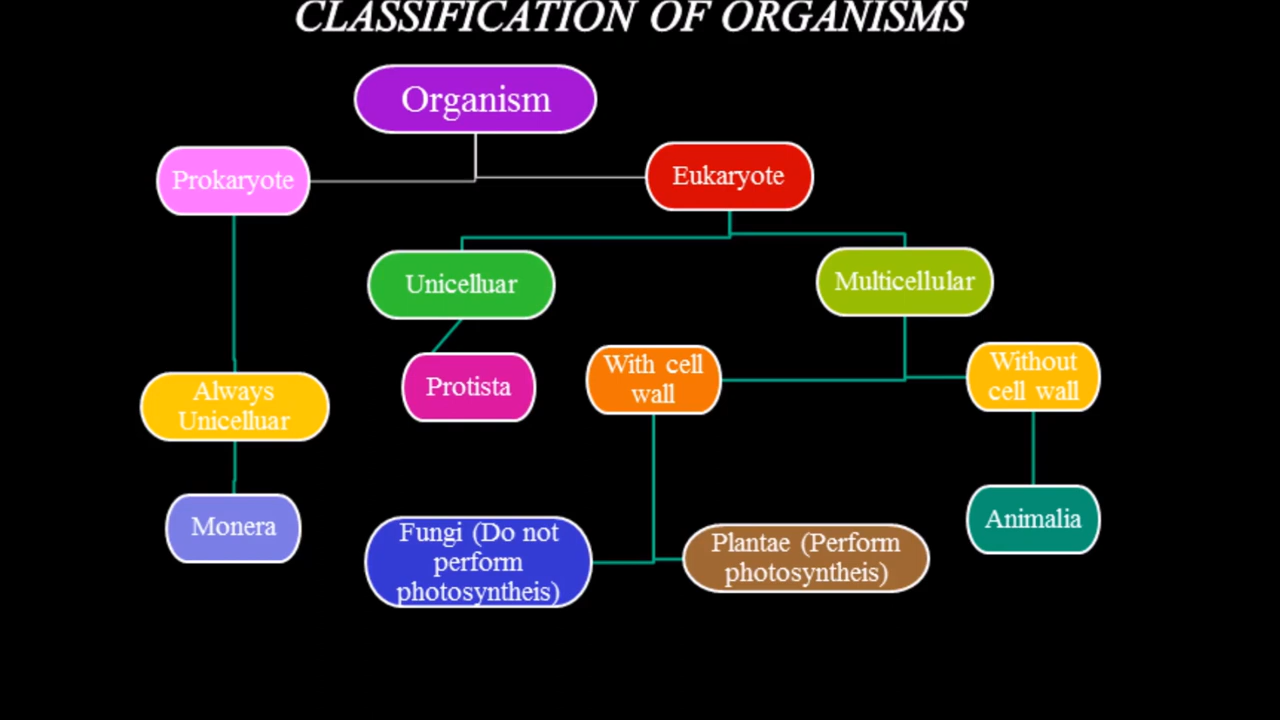 CLASSIFICATION OF ORGANISMS
Organism
Prokaryote
Eukaryote
Unicelluar
Multicellular
Protista
With cell
wall
Without
cell wall
Always
Unicelluar
Monera
Fungi (Do not
perform
photosyntheis)
Plantae (Perform
photosyntheis)
Animalia